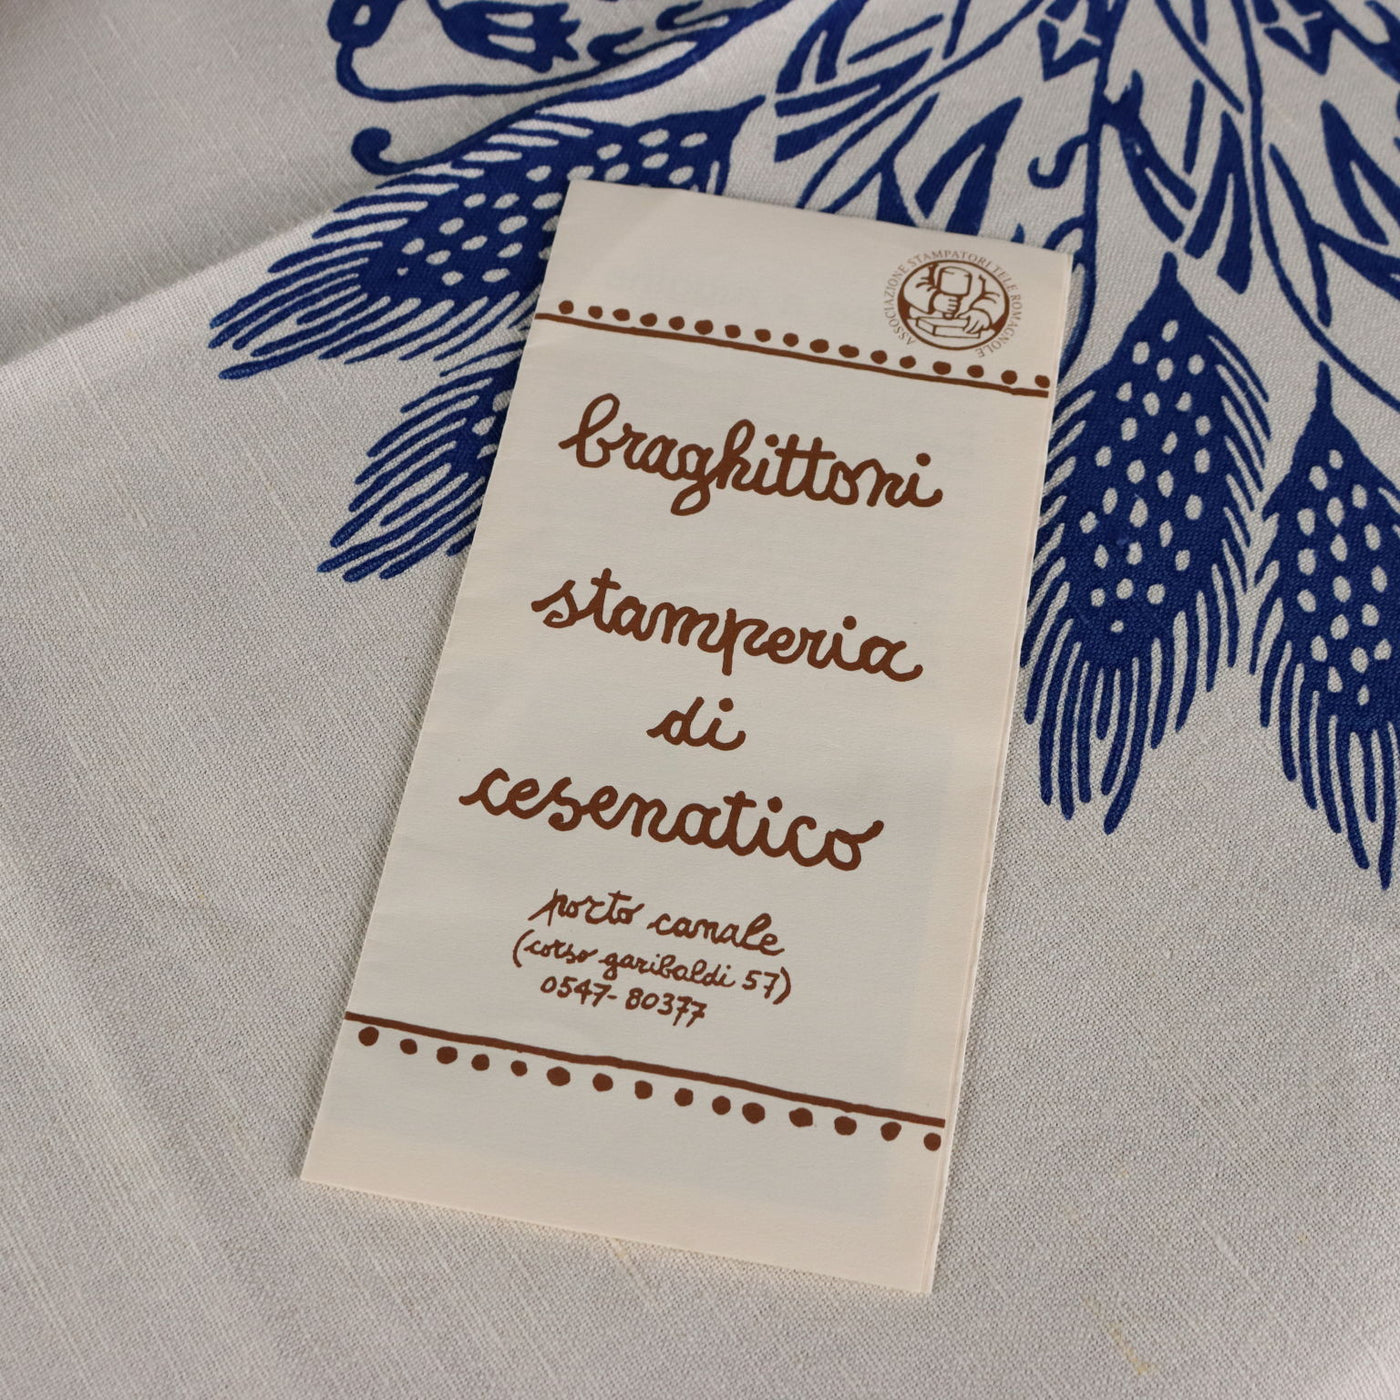 ASSOCIAZIONE STAMPATORI TELE ROMAGNOLE
braghittoni
stamperia
di
cesenatico
porto canale
(corso garibaldi 57)
0547-80377